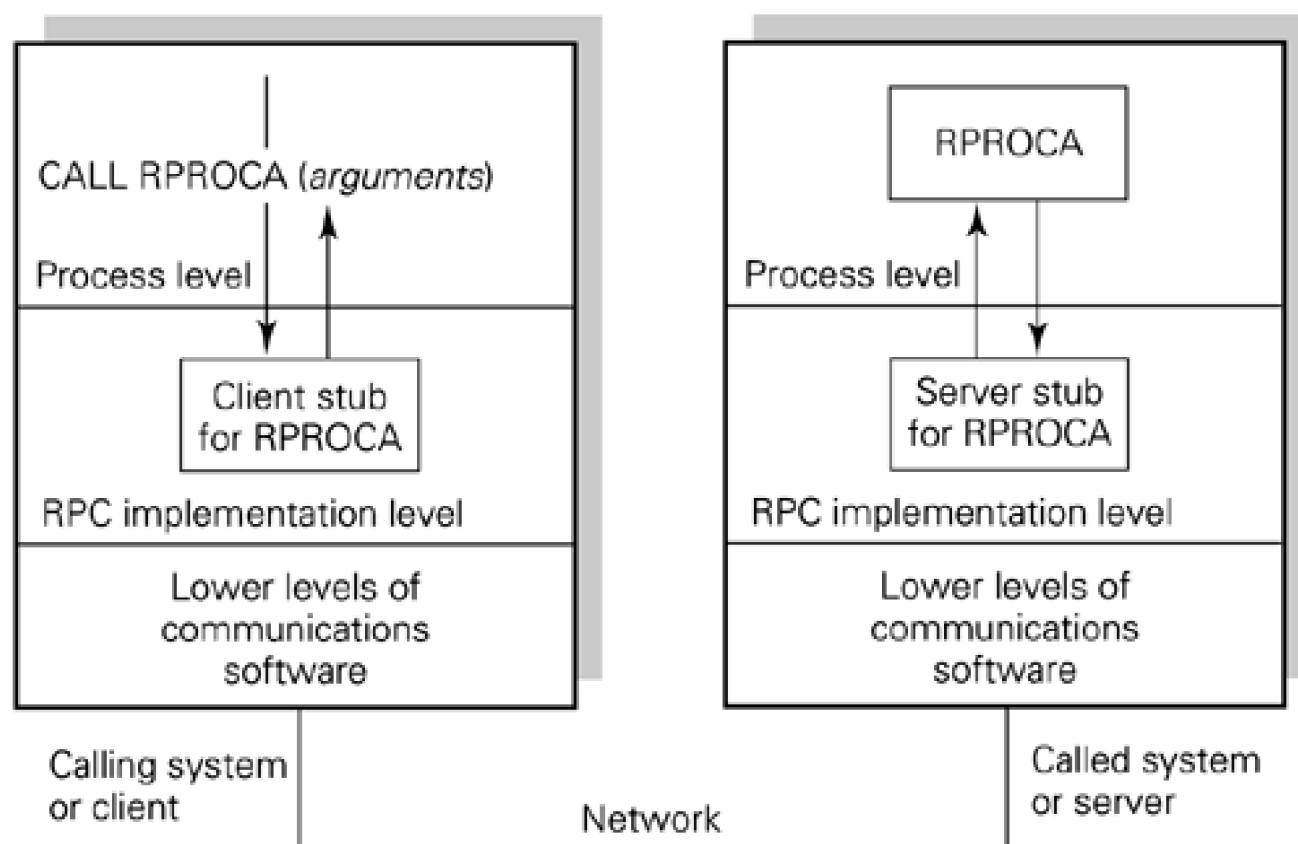 CALL RPROCA (arguments)
Process level
Client stub
for RPROCA
RPC implementation level
Lower levels of
communications
software
Calling system
or client
RPROCA
Process level
Server stub
for RPROCA
RPC implementation level
Lower levels of
communications
software
Called system
or server
Network